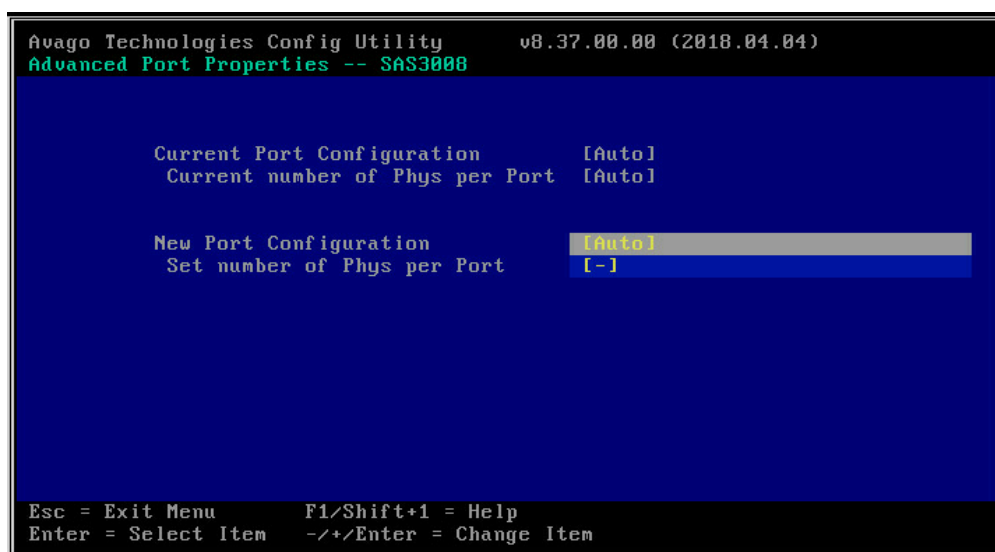 Avago Technologies Config Utility v8.37.00.00 (2018.04.04)
Advanced Port Properties -- SAS3008
Current Port Configuration [Auto]
Current number of Phys per Port [Auto]
New Port Configuration [Auto]
Set number of Phys per Port [-]
Esc = Exit Menu F1/Shift+1 = Help
Enter = Select Item -/+/Enter = Change Item